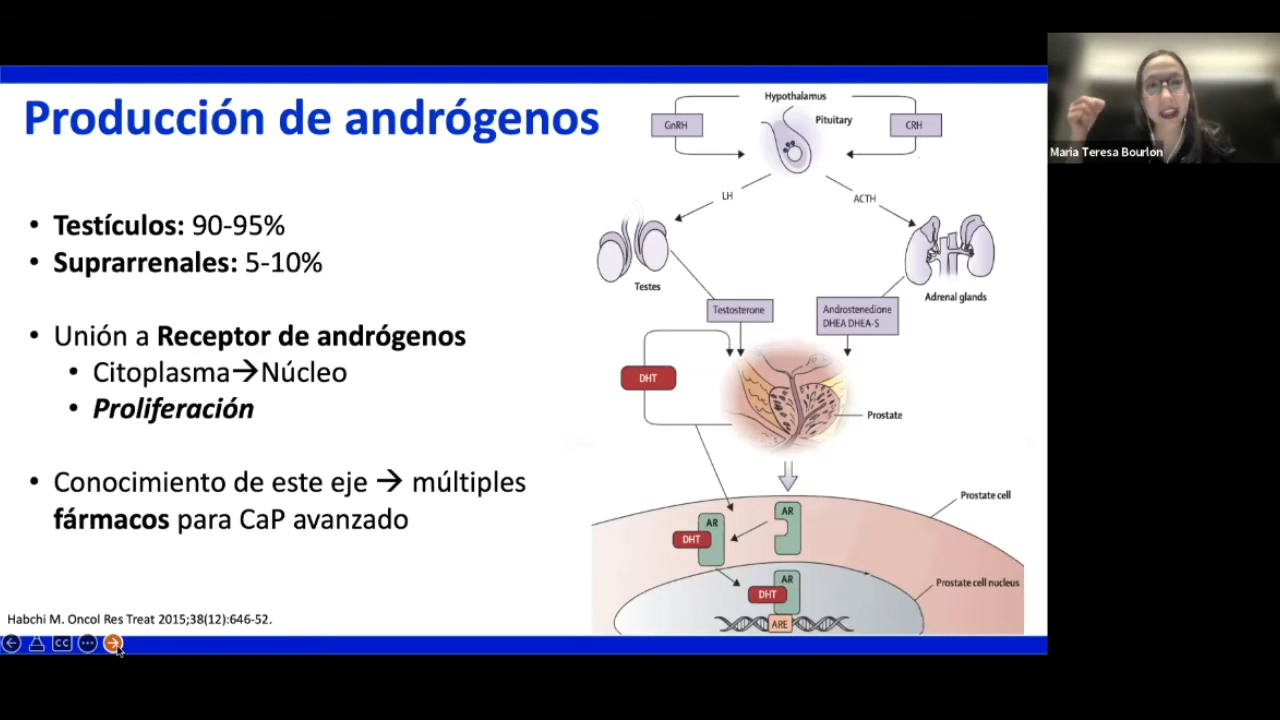 Producción de andrógenos
• Testículos: 90-95%
• Suprarrenales: 5-10%
• Unión a Receptor de andrógenos
• Citoplasma→Núcleo
• Proliferación
• Conocimiento de este eje → múltiples
fármacos para CaP avanzado
Habchi M. Oncol Res Treat 2015;38(12):646-52.
Hypothalamus
GnRH
Pituitary
CRH
LH
ACTH
Testes
Adrenal glands
Testosterone
Androstenedione
DHEA DHEA-S
DHT
Prostate
Prostate cell
AR
AR
DHT
AR
DHT
ARE
Prostate cell nucleus
CC
Maria Teresa Bourlon